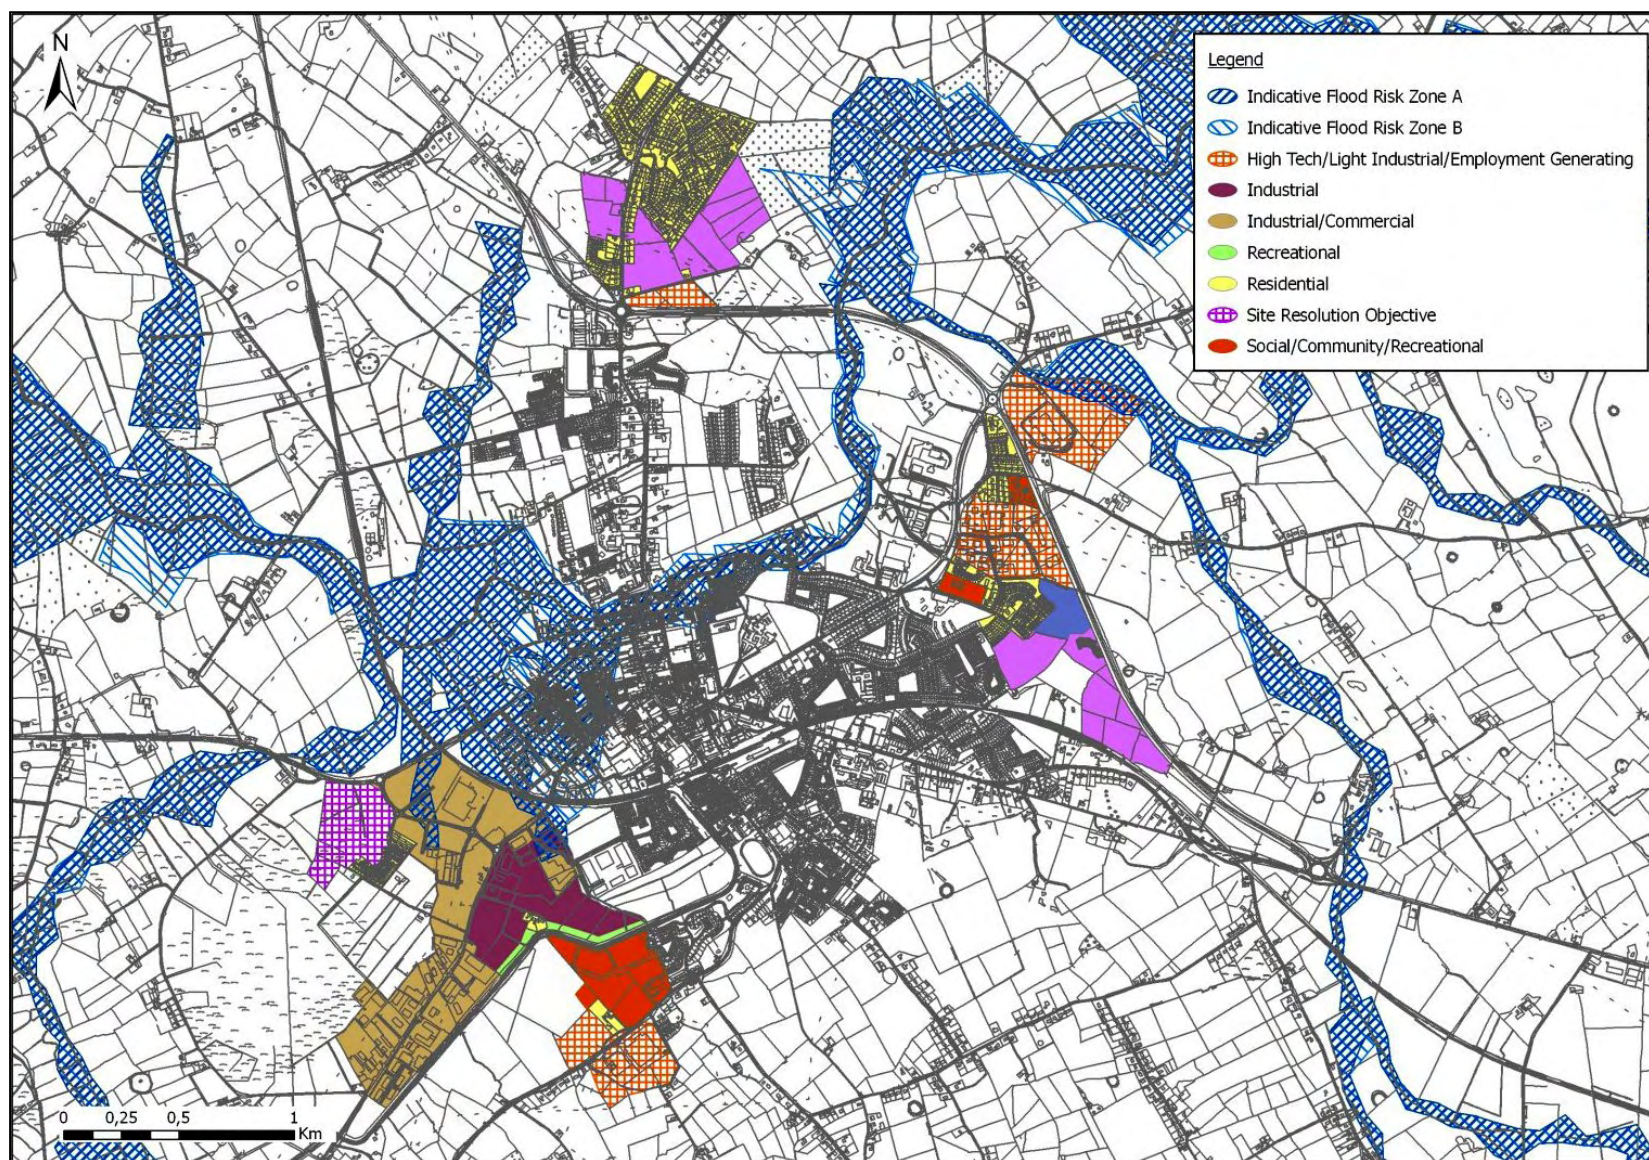 N
Legend
Indicative Flood Risk Zone A
Indicative Flood Risk Zone B
High Tech/Light Industrial/Employment Generating
Industrial
Industrial/Commercial
Recreational
Residential
Site Resolution Objective
Social/Community/Recreational
0 0,25 0,5 1
Km